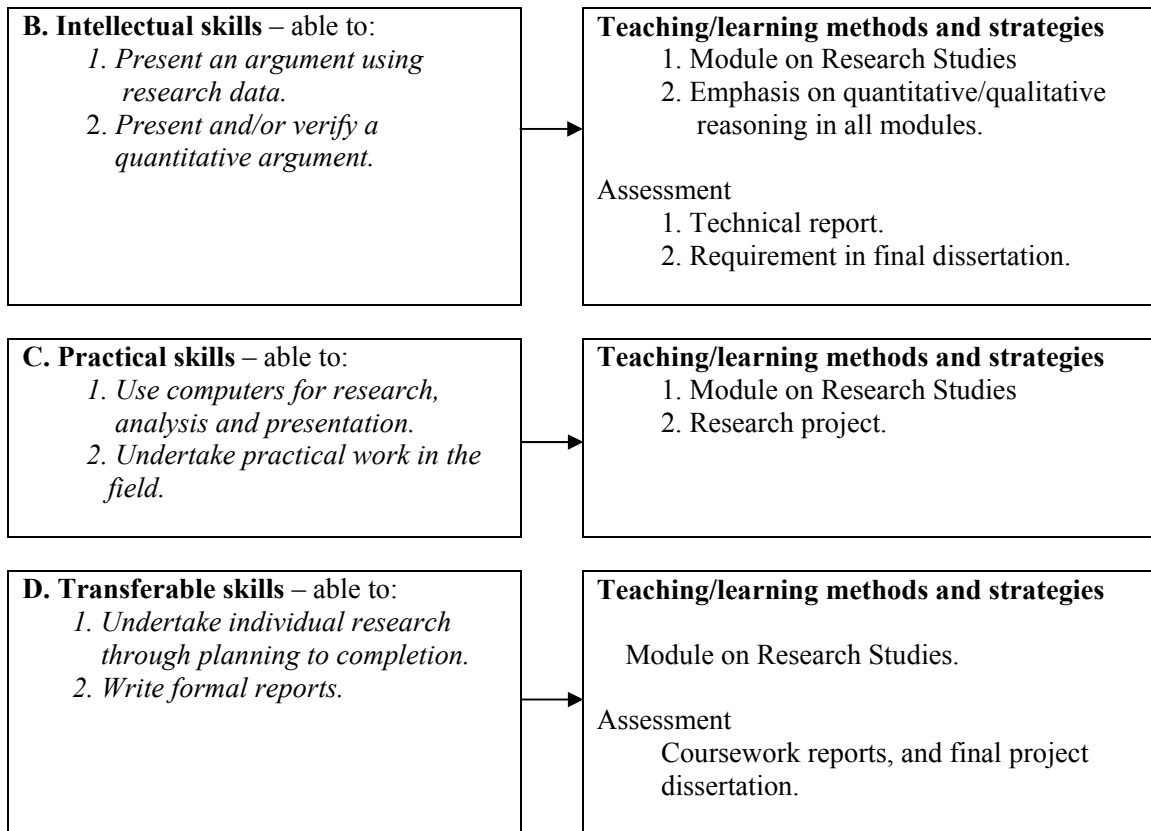 B. Intellectual skills – able to:
1. Present an argument using
research data.
2. Present and/or verify a
quantitative argument.
Teaching/learning methods and strategies
1. Module on Research Studies
2. Emphasis on quantitative/qualitative
reasoning in all modules.
Assessment
1. Technical report.
2. Requirement in final dissertation.
C. Practical skills – able to:
1. Use computers for research,
analysis and presentation.
2. Undertake practical work in the
field.
Teaching/learning methods and strategies
1. Module on Research Studies
2. Research project.
D. Transferable skills – able to:
1. Undertake individual research
through planning to completion.
2. Write formal reports.
Teaching/learning methods and strategies
Module on Research Studies.
Assessment
Coursework reports, and final project
dissertation.